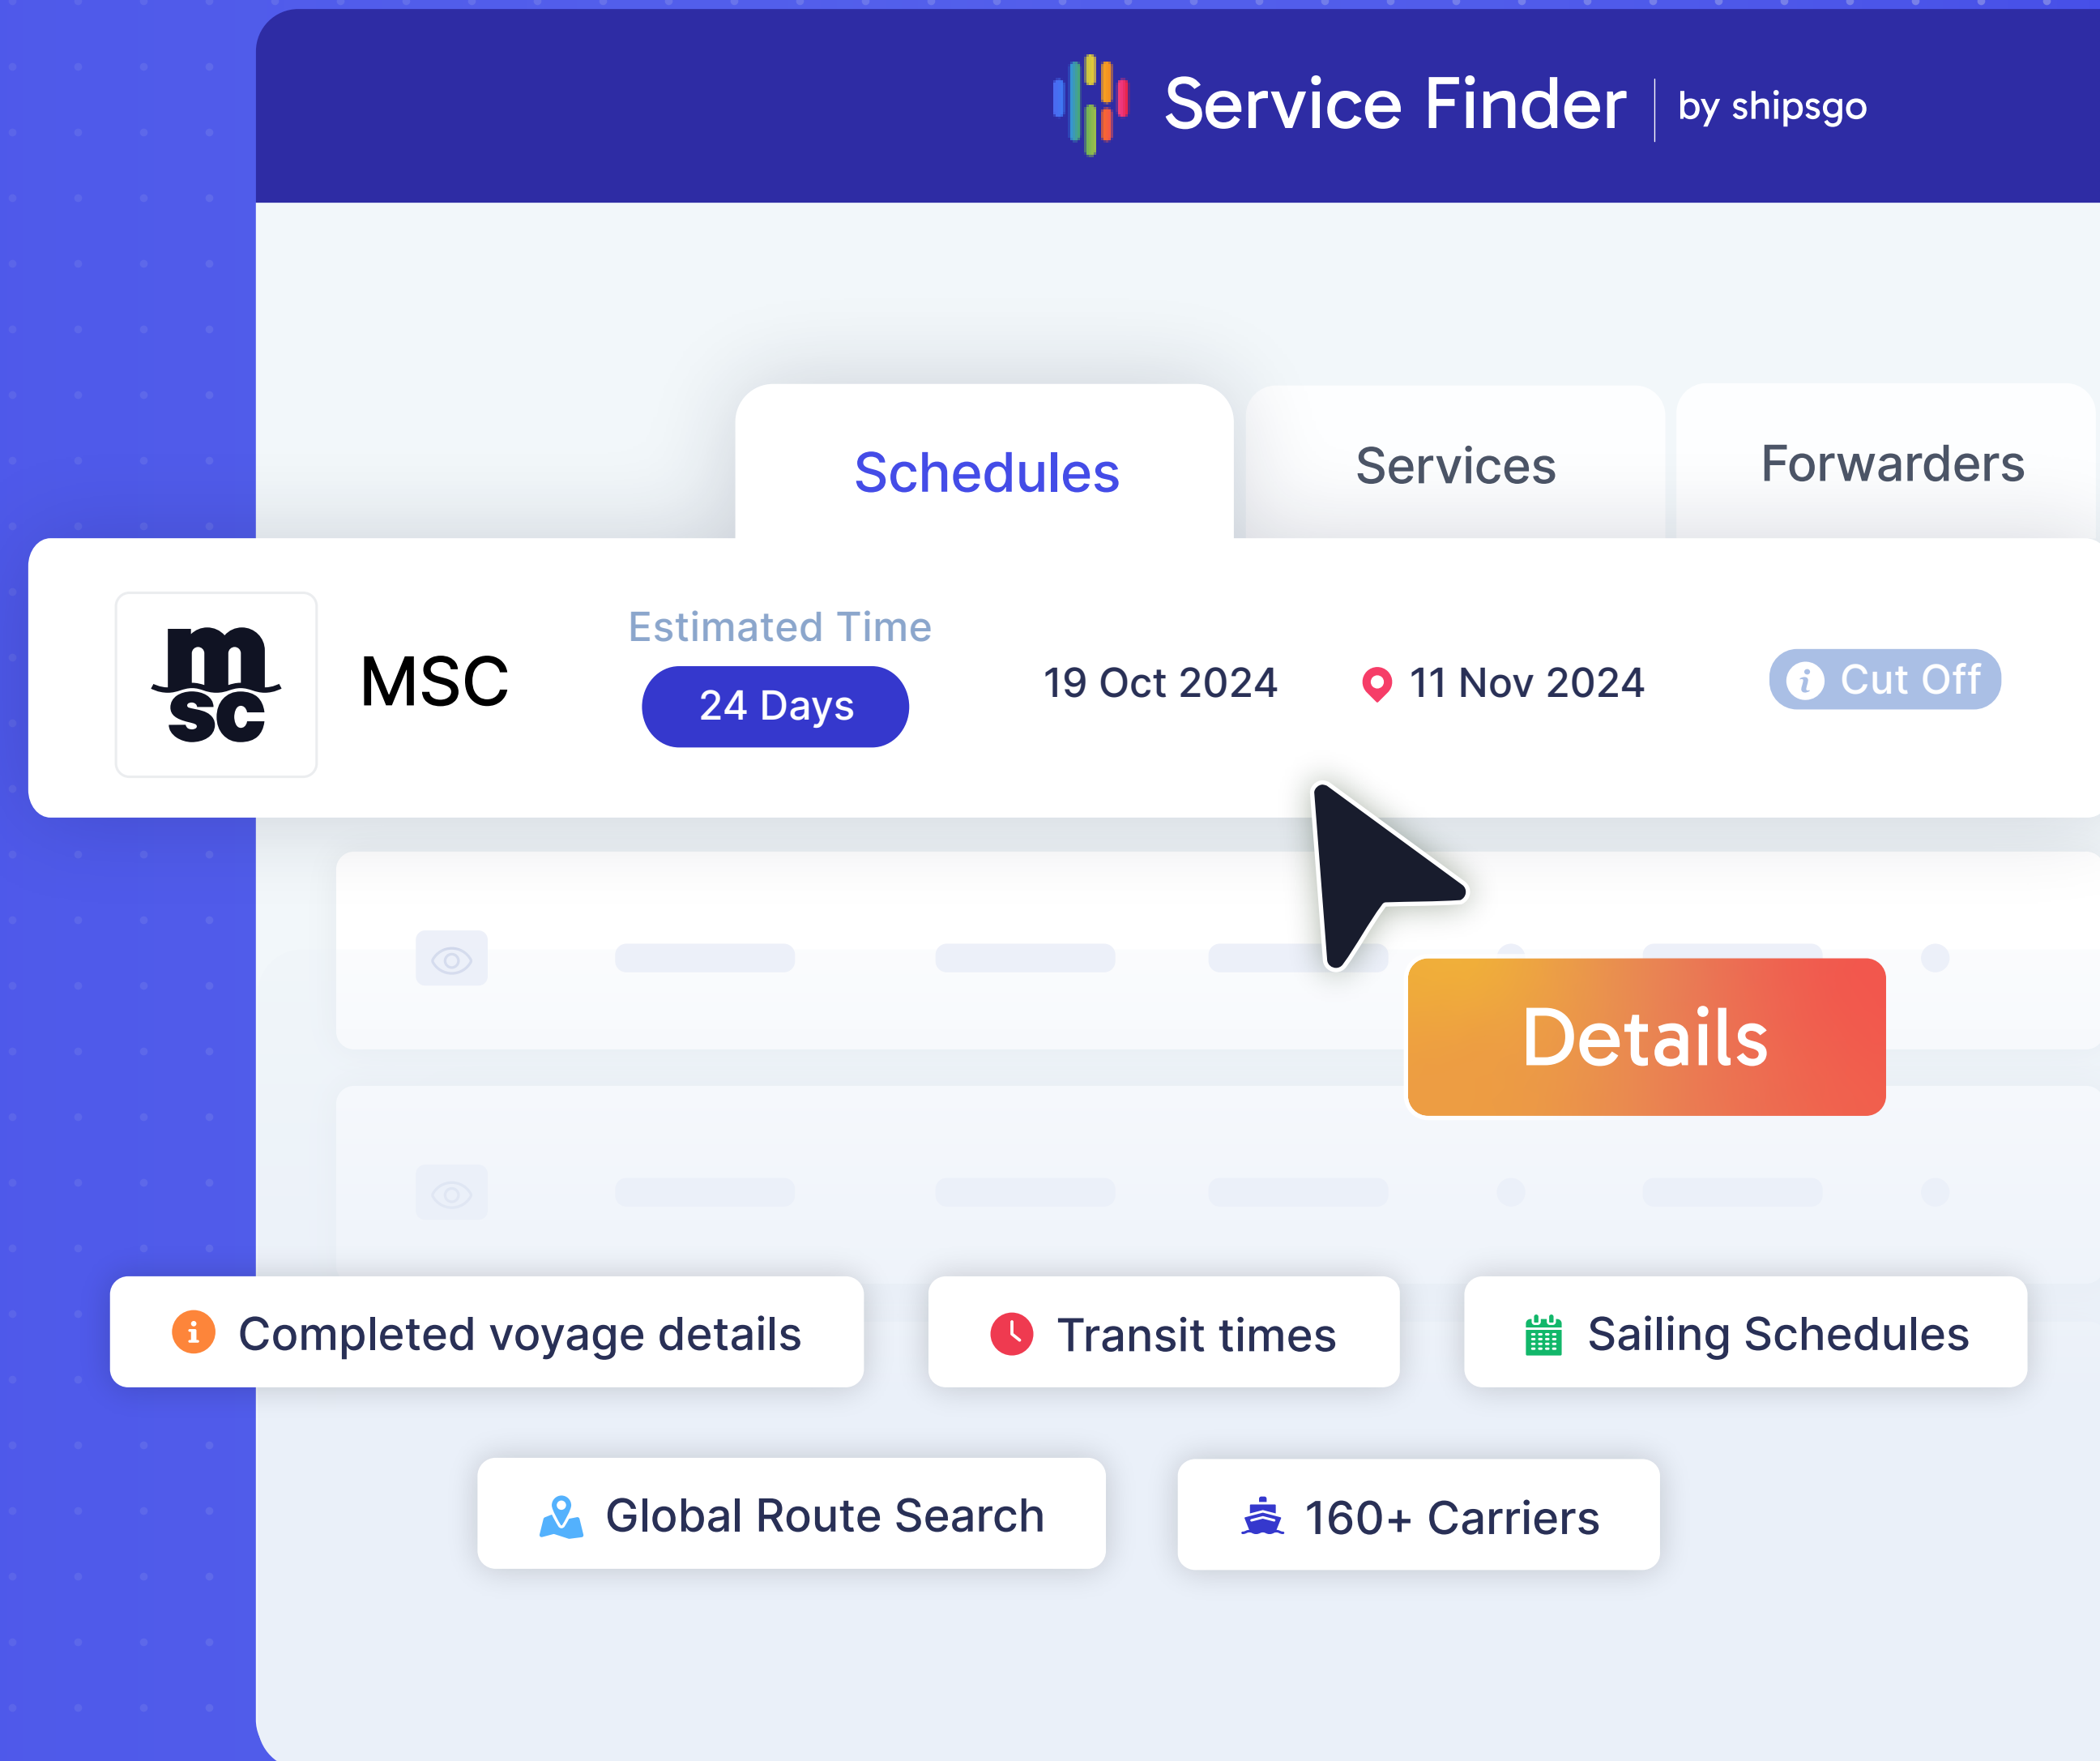 Service Finder by shipsgo
Schedules
Services
Forwarders
msc
MSC
Estimated Time
24 Days
19 Oct 2024
11 Nov 2024
Cut Off
Details
Completed voyage details
Transit times
Sailing Schedules
Global Route Search
160+ Carriers